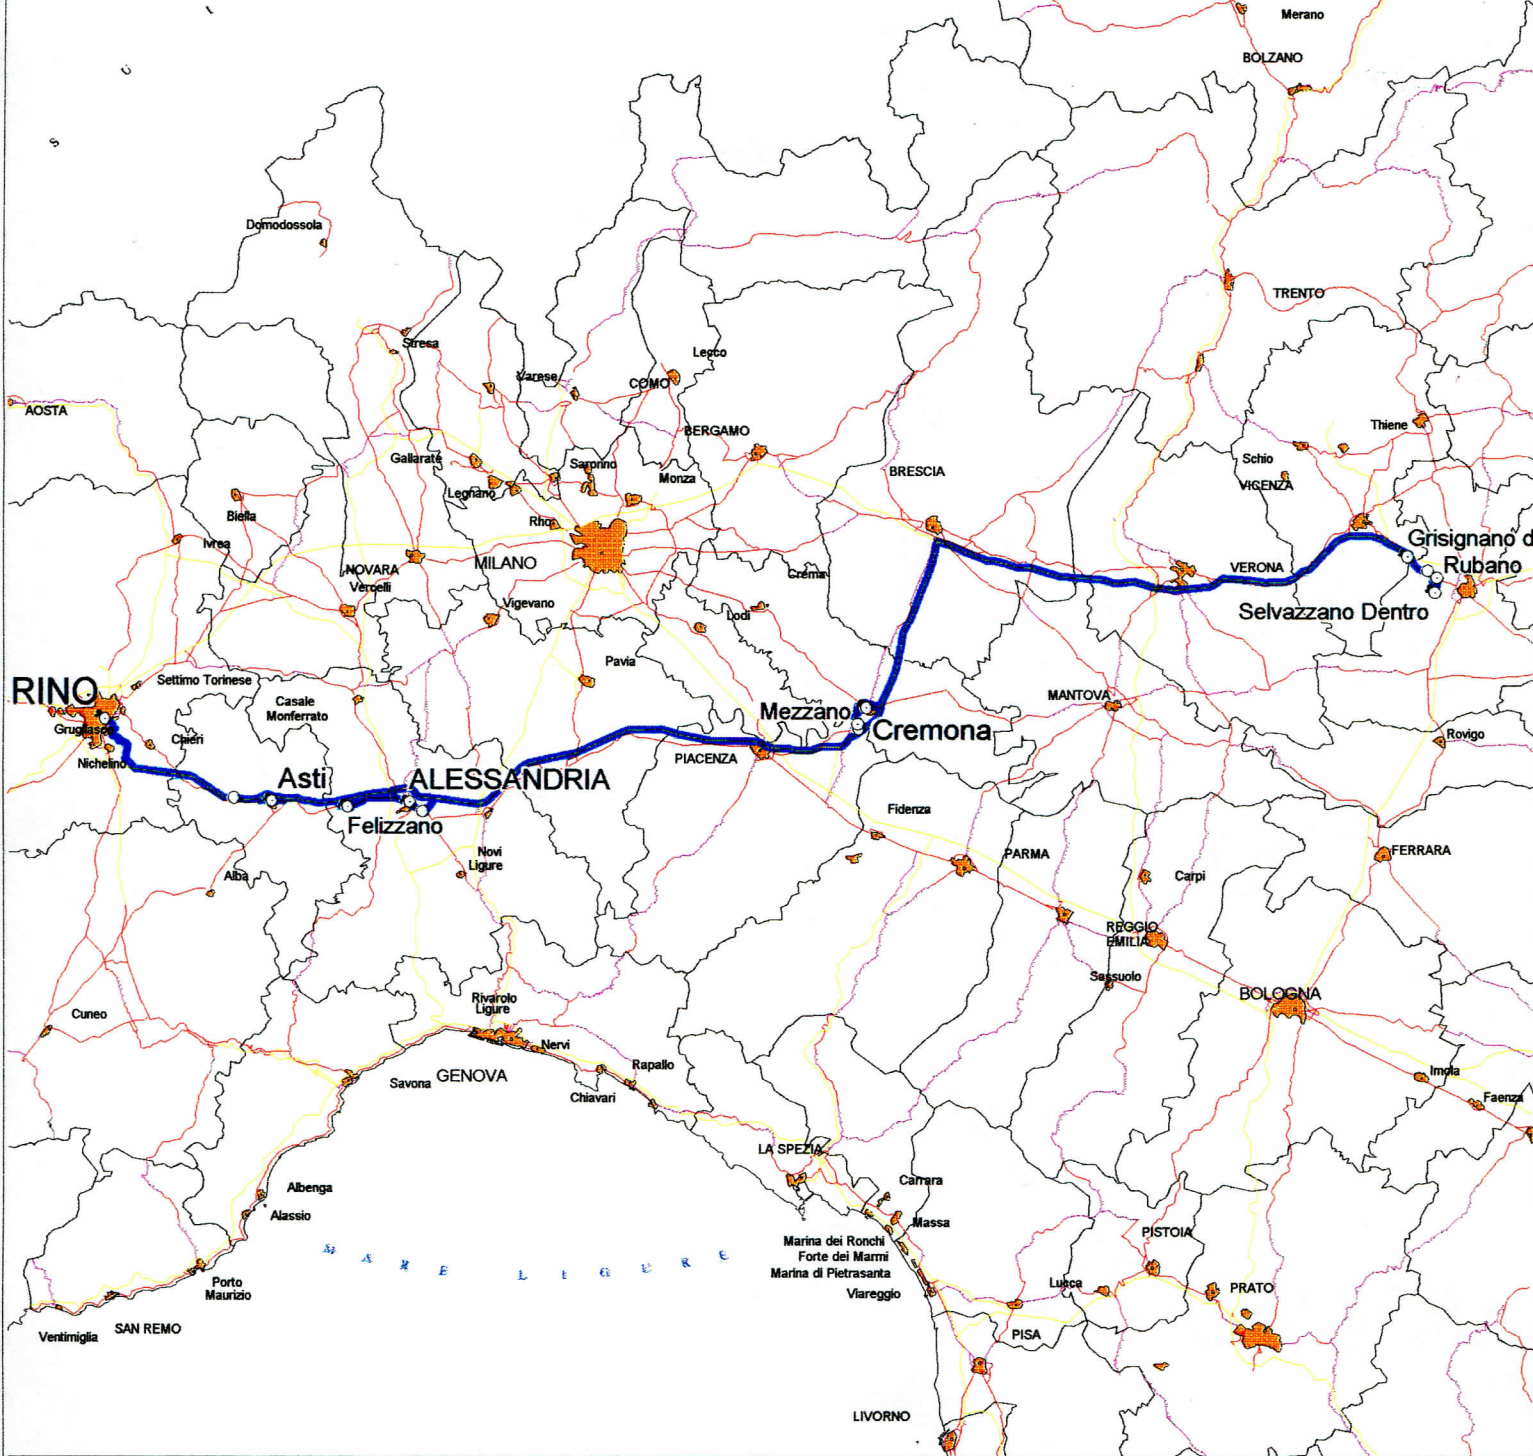 Merano
BOLZANO
I
U
S
Domodossola
TRENTO
Stresa
Lecco
Varese
COMO
AOSTA
BERGAMO
Thiene
Gallarate
Saronno
Schio
BRESCIA
Monza
VICENZA
Legnano
Biella
Rho
Ivrea
Grisignano d
MILANO
NOVARA
Crema
VERONA
Rubano
Vercelli
Vigevano
Lodi
Selvazzano Dentro
Pavia
Settimo Torinese
RINO
Casale
Monferrato
MANTOVA
Mezzano
Grugliasco
Chieri
Cremona
Rovigo
Nichelino
PIACENZA
Asti
ALESSANDRIA
Fidenza
Felizzano
Novi
Ligure
PARMA
FERRARA
Alba
Carpi
REGGIO
EMILIA
Sassuolo
BOLOGNA
Rivarolo
Ligure
Cuneo
Nervi
Rapallo
Savona
GENOVA
Chiavari
Imola
Faenza
LA SPEZIA
Carrara
Albenga
Alassio
Massa
PISTOIA
Marina dei Ronchi
Forte dei Marmi
MARE LIGURE
Marina di Pietrasanta
Porto
Maurizio
Viareggio
Lucca
PRATO
SAN REMO
Ventimiglia
PISA
LIVORNO